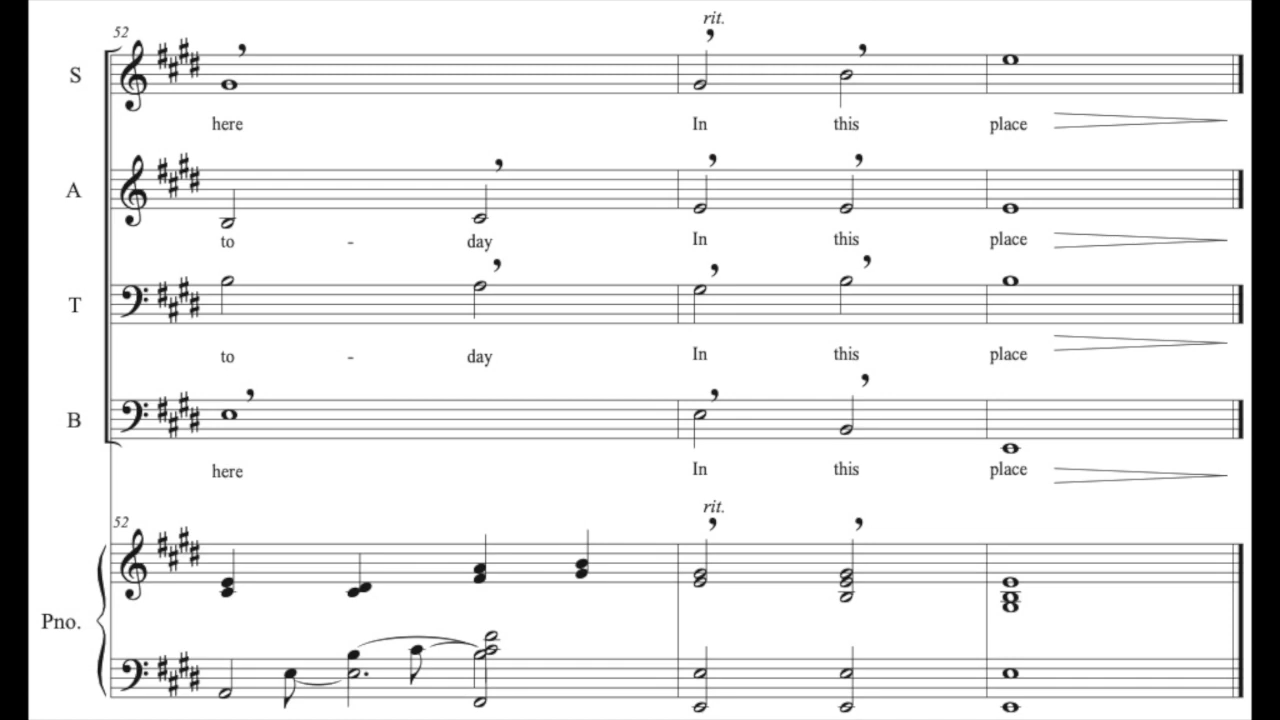 rit.
52
S
here In this place
A
to - day In this place
T
to - day In this place
B
here In this place
rit.
52
Pno.